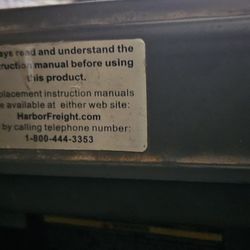 ays read and understand the
truction manual before using
this product.
placement instruction manuals
e available at either web site:
HarborFreight.com
by calling telephone number:
1-800-444-3353